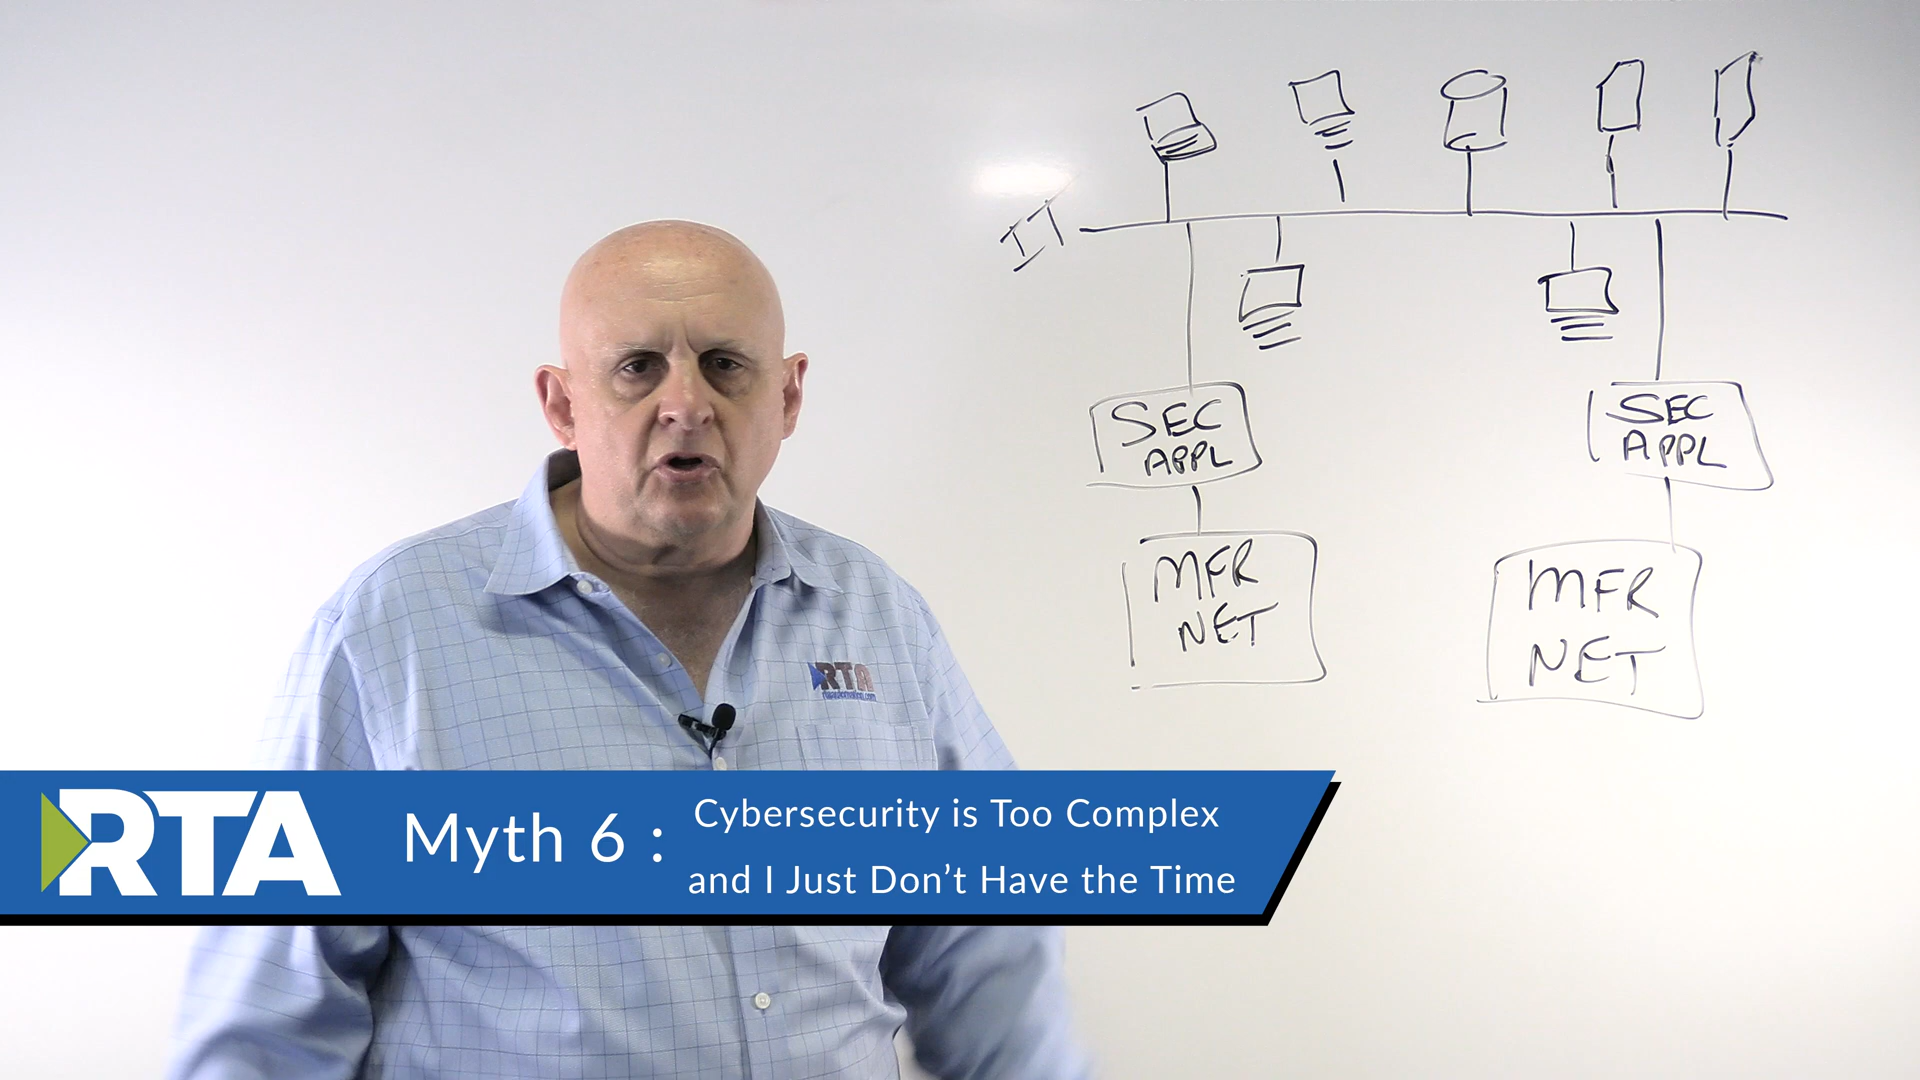 IT
SEC
APPL
SEC
APPL
MFR
NET
MFR
NET
RTA
RTA
Myth 6 :
Cybersecurity is Too Complex
and I Just Don’t Have the Time